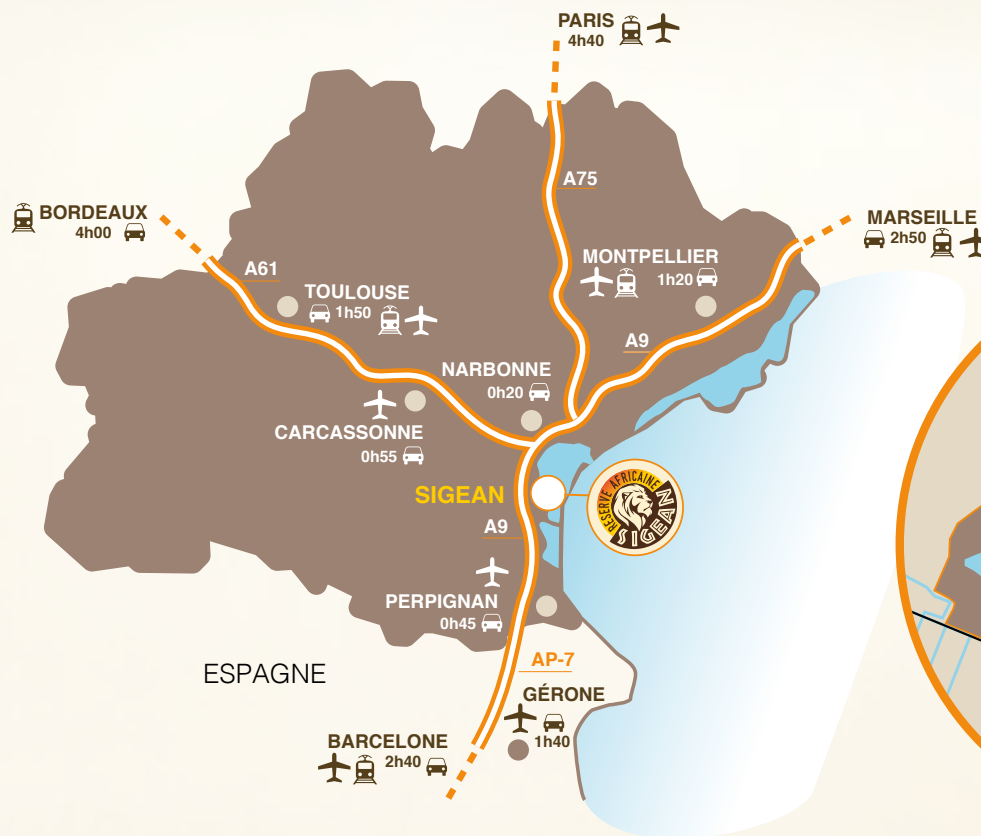 PARIS
4h40
A75
BORDEAUX
4h00
MARSEILLE
2h50
A61
MONTPELLIER
1h20
TOULOUSE
1h50
A9
NARBONNE
0h20
CARCASSONNE
0h55
SIGEAN
RÉSERVE AFRICAINE
SIGEAN
A9
PERPIGNAN
0h45
ESPAGNE
AP-7
GÉRONE
1h40
BARCELONE
2h40